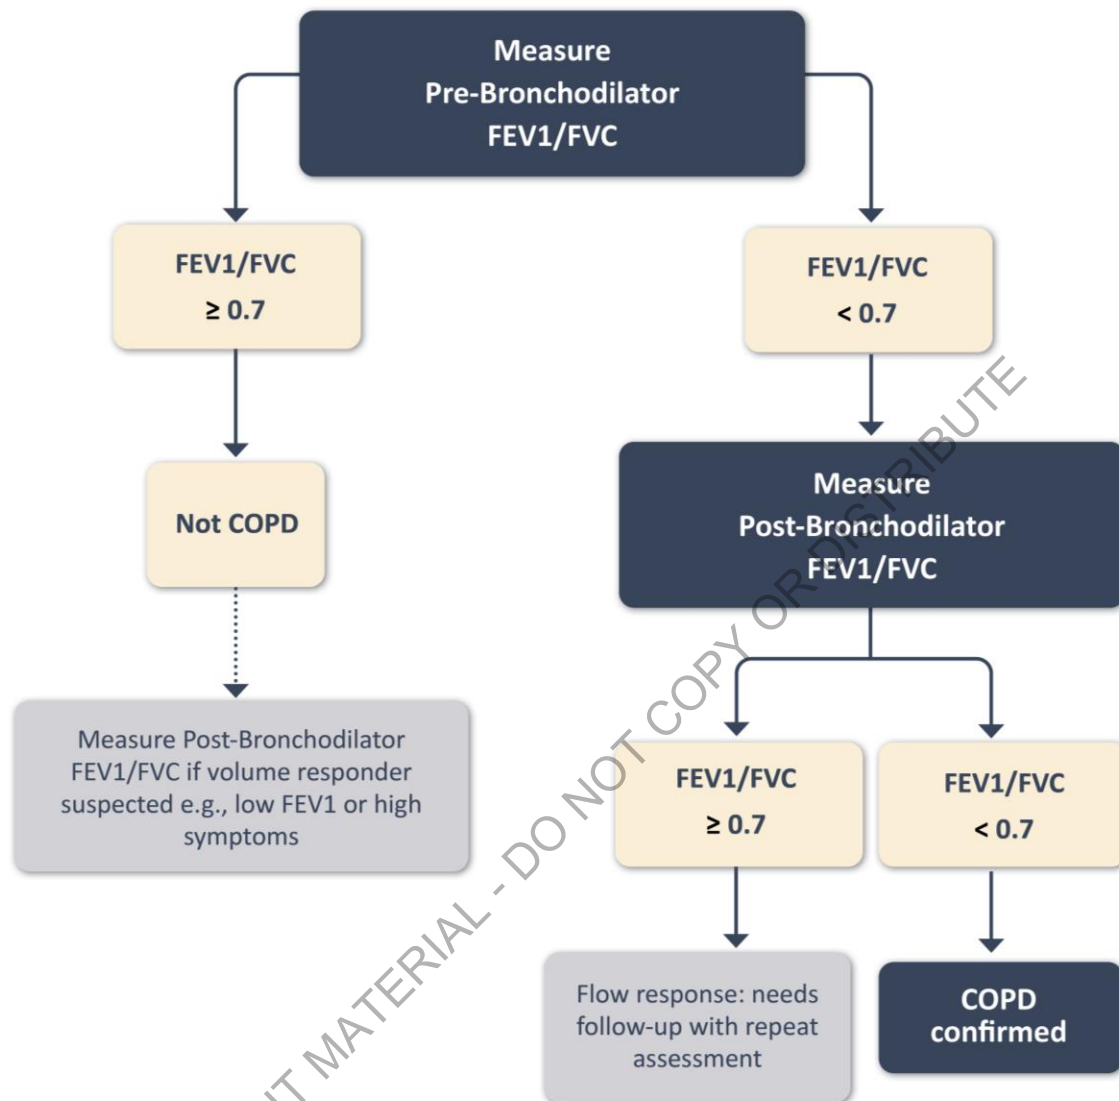 Measure
Pre-Bronchodilator
FEV1/FVC
FEV1/FVC
≥ 0.7
FEV1/FVC
< 0.7
Not COPD
Measure
Post-Bronchodilator
FEV1/FVC
Measure Post-Bronchodilator
FEV1/FVC if volume responder
suspected e.g., low FEV1 or high
symptoms
FEV1/FVC
≥ 0.7
FEV1/FVC
< 0.7
Flow response: needs
follow-up with repeat
assessment
COPD
confirmed
MATERIAL - DO NOT COPY OR DISTRIBUTE